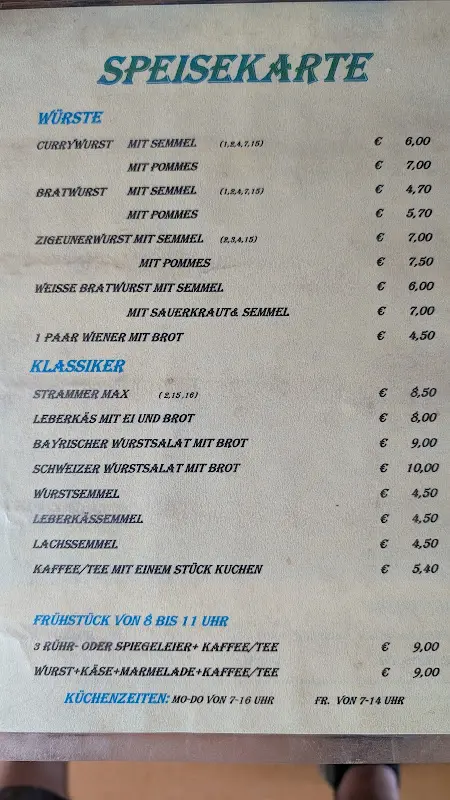 SPEISEKARTE
WÜRSTE
CURRYWURST MIT SEMMEL (1,2,4,7,15) € 6,00
MIT POMMES € 7,00
BRATWURST MIT SEMMEL (1,2,4,7,15) € 4,70
MIT POMMES € 5,70
ZIGEUNERWURST MIT SEMMEL (2,3,4,15) € 7,00
MIT POMMES € 7,50
WEISSE BRATWURST MIT SEMMEL € 6,00
MIT SAUERKRAUT& SEMMEL € 7,00
1 PAAR WIENER MIT BROT € 4,50
KLASSIKER
STRAMMER MAX ( 2,15 ,16) € 8,50
LEBERKÄS MIT EI UND BROT € 8,00
BAYRISCHER WURSTSALAT MIT BROT € 9,00
SCHWEIZER WURSTSALAT MIT BROT € 10,00
WURSTSEMMEL € 4,50
LEBERKÄSSEMMEL € 4,50
LACHSSEMMEL € 4,50
KAFFEE/TEE MIT EINEM STÜCK KUCHEN € 5,40
FRÜHSTÜCK VON 8 BIS 11 UHR
3 RÜHR- ODER SPIEGELEIER+ KAFFEE/TEE € 9,00
WURST+KÄSE+MARMELADE+KAFFEE/TEE € 9,00
KÜCHENZEITEN: MO-DO VON 7-16 UHR FR. VON 7-14 UHR